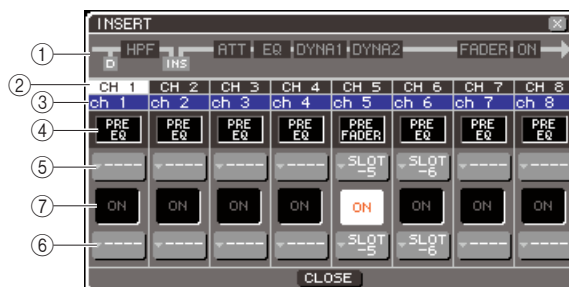 INSERT
① HPF ATT EQ DYNA1 DYNA2 FADER ON
D INS
② CH 1 CH 2 CH 3 CH 4 CH 5 CH 6 CH 7 CH 8
③ ch 1 ch 2 ch 3 ch 4 ch 5 ch 6 ch 7 ch 8
④ PRE PRE PRE PRE PRE PRE PRE PRE
EQ EQ EQ EQ FADER EQ EQ EQ
⑤ ---- ---- ---- ---- SLOT SLOT ---- ----
-5 -6
⑦ ON ON ON ON ON ON ON ON
⑥ ---- ---- ---- ---- SLOT SLOT ---- ----
-5 -6
CLOSE